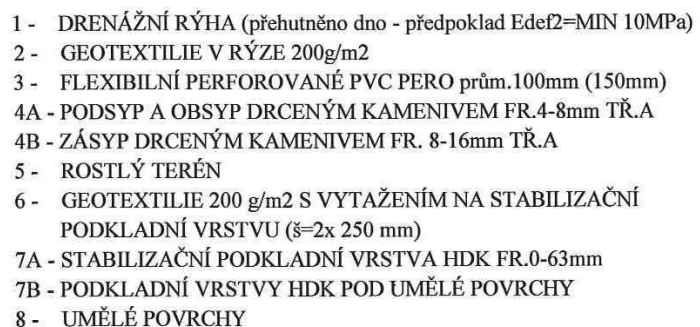 1 - DRENÁŽNÍ RÝHA (přehutněno dno - předpoklad Edef2=MIN 10MPa)
2 - GEOTEXTILIE V RÝZE 200g/m2
3 - FLEXIBILNÍ PERFOROVANÉ PVC PERO prům.100mm (150mm)
4A - PODSYP A OBSYP DRCENÝM KAMENIVEM FR.4-8mm TŘ.A
4B - ZÁSYP DRCENÝM KAMENIVEM FR. 8-16mm TŘ.A
5 - ROSTLÝ TERÉN
6 - GEOTEXTILIE 200 g/m2 S VYTAŽENÍM NA STABILIZAČNÍ
PODKLADNÍ VRSTVU (š=2x 250 mm)
7A - STABILIZAČNÍ PODKLADNÍ VRSTVA HDK FR.0-63mm
7B - PODKLADNÍ VRSTVY HDK POD UMĚLÉ POVRCHY
8 - UMĚLÉ POVRCHY